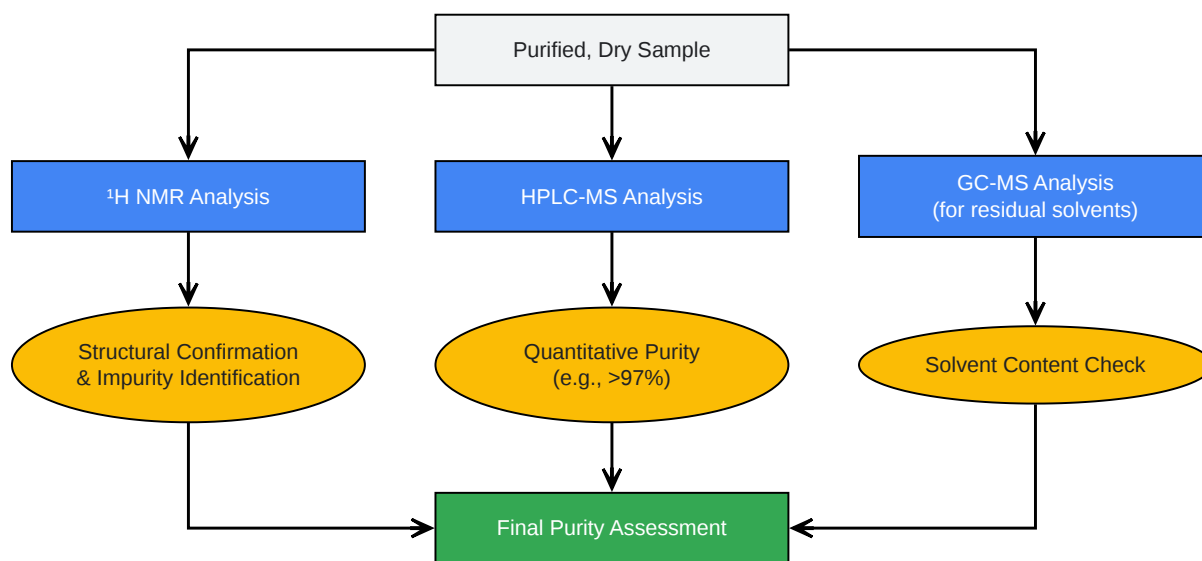 Purified, Dry Sample
¹H NMR Analysis
HPLC-MS Analysis
GC-MS Analysis
(for residual solvents)
Structural Confirmation
& Impurity Identification
Quantitative Purity
(e.g., >97%)
Solvent Content Check
Final Purity Assessment